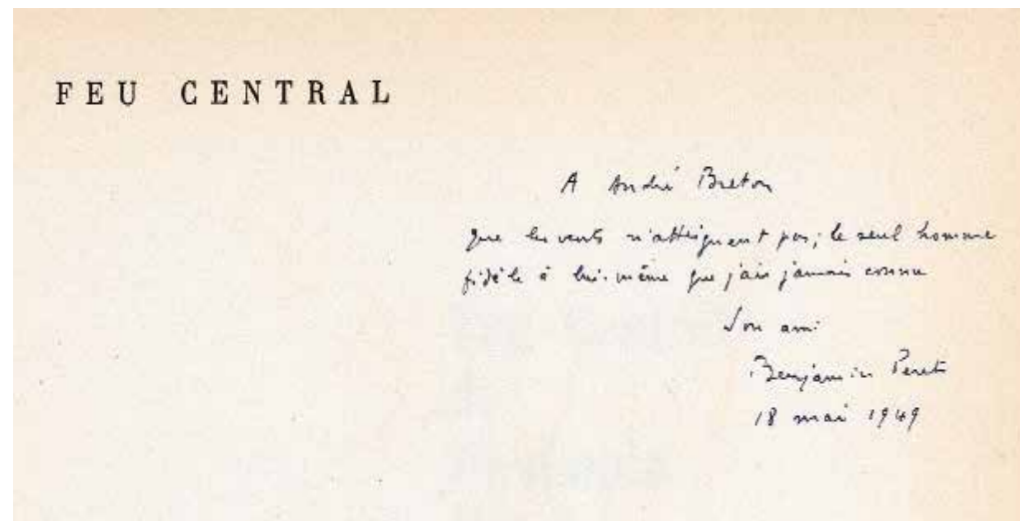 FEU CENTRAL
A André Breton
que les vents n'atteignent pas; le seul homme
fidèle à lui-même que j'ais jamais connu
Son ami
Benjamin Peret
18 mai 1949